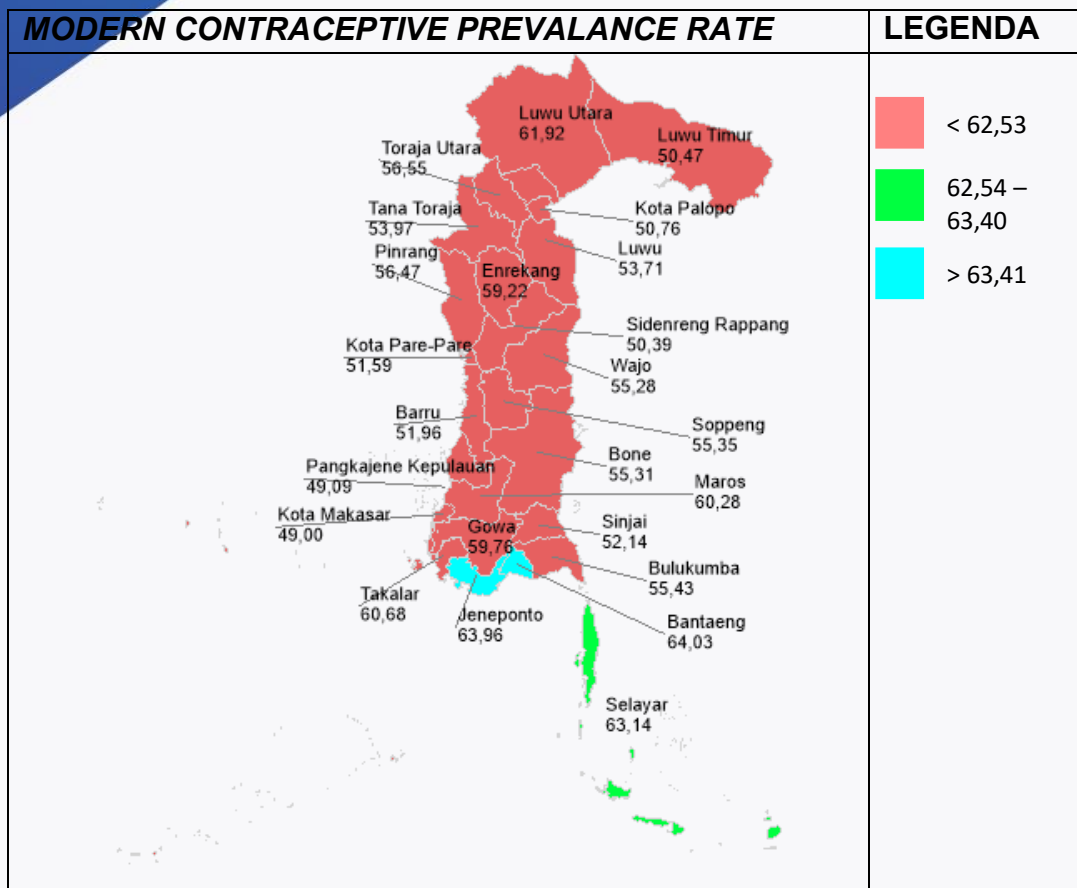 MODERN CONTRACEPTIVE PREVALANCE RATE
LEGENDA
< 62,53
62,54 –
63,40
> 63,41
Luwu Utara
61,92
Luwu Timur
50,47
Toraja Utara
56,55
Tana Toraja
53,97
Kota Palopo
50,76
Pinrang
56,47
Luwu
53,71
Enrekang
59,22
Sidenreng Rappang
50,39
Kota Pare-Pare
51,59
Wajo
55,28
Barru
51,96
Soppeng
55,35
Bone
55,31
Pangkajene Kepulauan
49,09
Maros
60,28
Kota Makasar
49,00
Gowa
59,76
Sinjai
52,14
Bulukumba
55,43
Takalar
60,68
Jeneponto
63,96
Bantaeng
64,03
Selayar
63,14